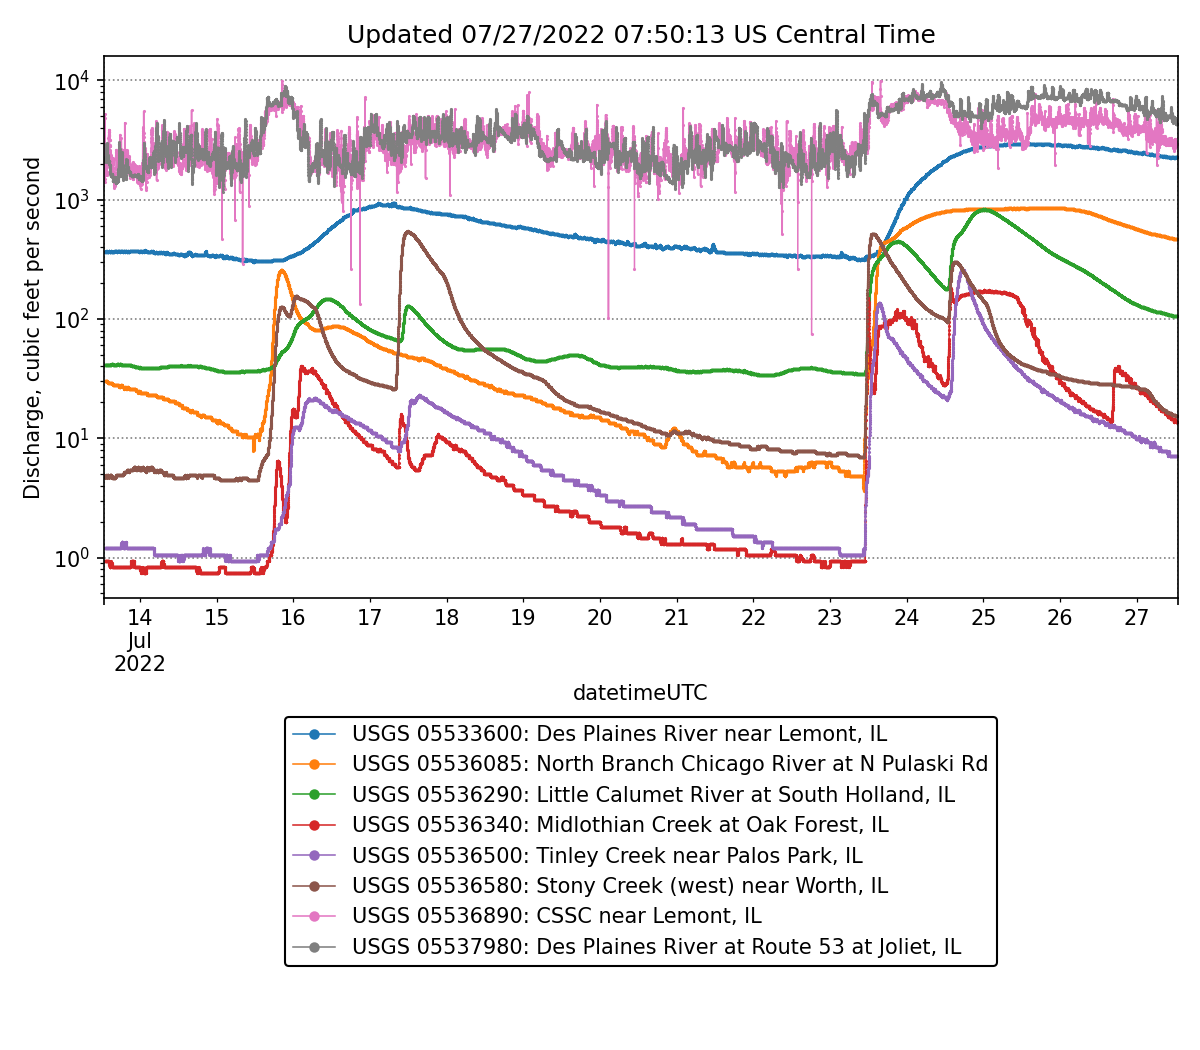 Updated 07/27/2022 07:50:13 US Central Time
Discharge, cubic feet per second
10⁴
10³
10²
10¹
10⁰
14 15 16 17 18 19 20 21 22 23 24 25 26 27
Jul
2022
datetimeUTC
USGS 05533600: Des Plaines River near Lemont, IL
USGS 05536085: North Branch Chicago River at N Pulaski Rd
USGS 05536290: Little Calumet River at South Holland, IL
USGS 05536340: Midlothian Creek at Oak Forest, IL
USGS 05536500: Tinley Creek near Palos Park, IL
USGS 05536580: Stony Creek (west) near Worth, IL
USGS 05536890: CSSC near Lemont, IL
USGS 05537980: Des Plaines River at Route 53 at Joliet, IL